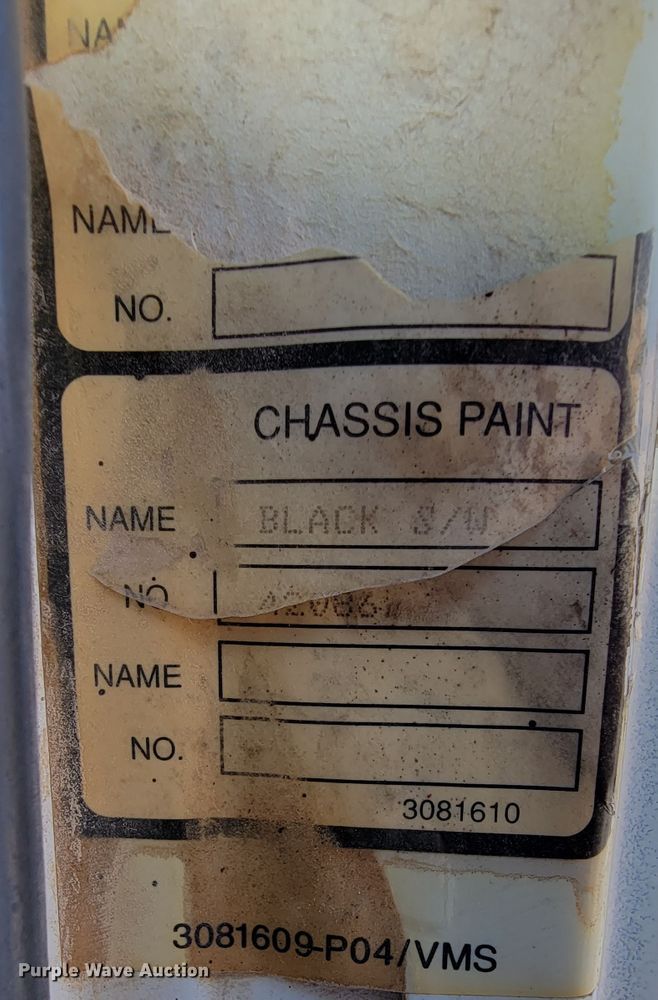 NAME
NO.
CHASSIS PAINT
NAME BLACK S/W
NO
NAME
NO.
3081610
3081609-P04/VMS
Purple Wave Auction